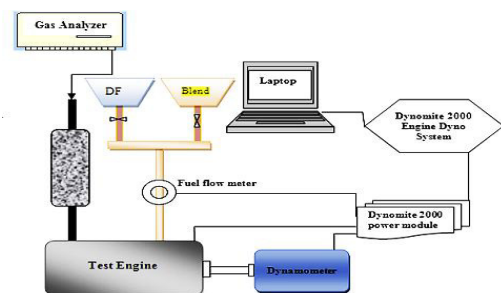 Gas Analyzer
DF
Blend
Laptop
Dynomite 2000
Engine Dyno
System
Fuel flow meter
Dynomite 2000
power module
Test Engine
Dynamometer